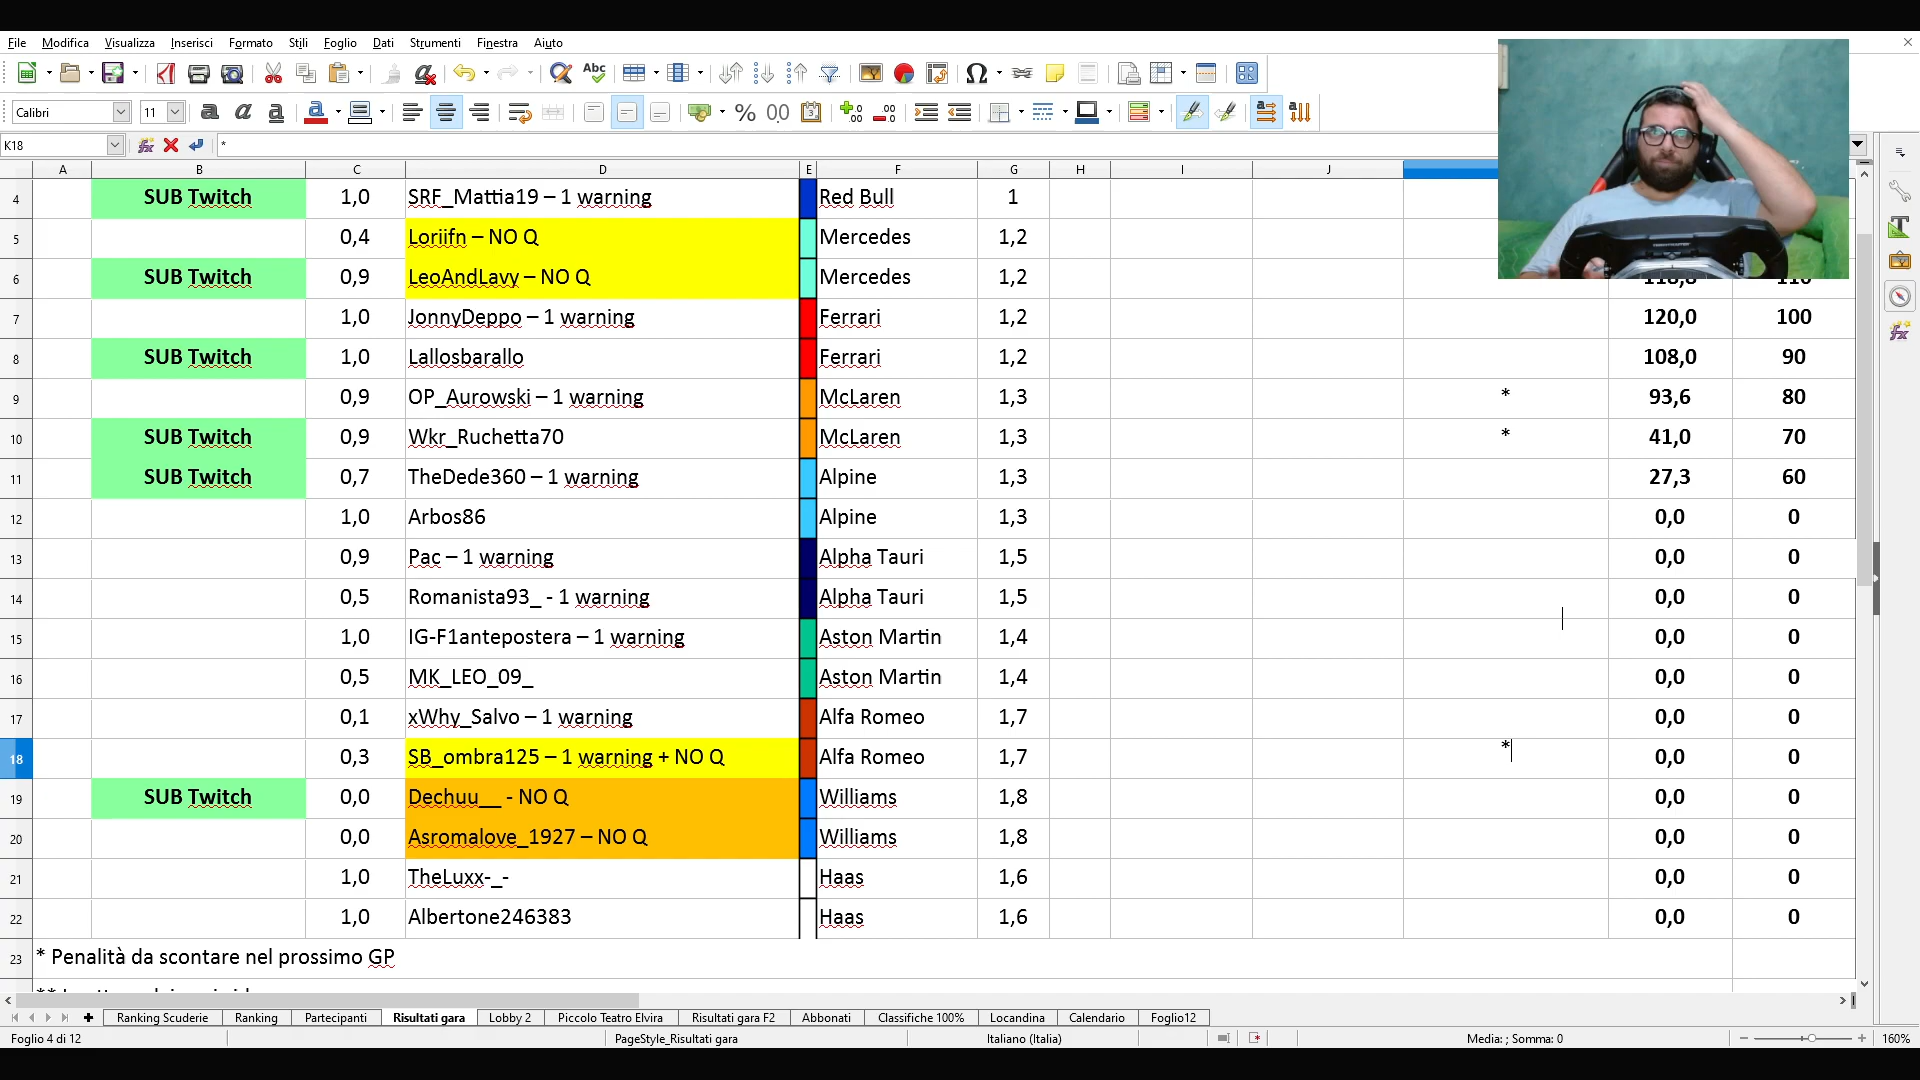 File Modifica Visualizza Inserisci Formato Stili Foglio Dati Strumenti Finestra Aiuto
Calibri 11
K18 *
A B C D E F G H I J
4 SUB Twitch 1,0 SRF_Mattia19 – 1 warning Red Bull 1
5 0,4 Loriifn – NO Q Mercedes 1,2
6 SUB Twitch 0,9 LeoAndLavy – NO Q Mercedes 1,2
7 1,0 JonnyDeppo – 1 warning Ferrari 1,2 120,0 100
8 SUB Twitch 1,0 Lallosbarallo Ferrari 1,2 108,0 90
9 0,9 OP_Aurowski – 1 warning McLaren 1,3 * 93,6 80
10 SUB Twitch 0,9 Wkr_Ruchetta70 McLaren 1,3 * 41,0 70
11 SUB Twitch 0,7 TheDede360 – 1 warning Alpine 1,3 27,3 60
12 1,0 Arbos86 Alpine 1,3 0,0 0
13 0,9 Pac – 1 warning Alpha Tauri 1,5 0,0 0
14 0,5 Romanista93_ - 1 warning Alpha Tauri 1,5 0,0 0
15 1,0 IG-F1antepostera – 1 warning Aston Martin 1,4 0,0 0
16 0,5 MK_LEO_09_ Aston Martin 1,4 0,0 0
17 0,1 xWhy_Salvo – 1 warning Alfa Romeo 1,7 0,0 0
18 0,3 SB_ombra125 – 1 warning + NO Q Alfa Romeo 1,7 * 0,0 0
19 SUB Twitch 0,0 Dechuu__ - NO Q Williams 1,8 0,0 0
20 0,0 Asromalove_1927 – NO Q Williams 1,8 0,0 0
21 1,0 TheLuxx-_- Haas 1,6 0,0 0
22 1,0 Albertone246383 Haas 1,6 0,0 0
23 * Penalità da scontare nel prossimo GP
Ranking Scuderie Ranking Partecipanti Risultati gara Lobby 2 Piccolo Teatro Elvira Risultati gara F2 Abbonati Classifiche 100% Locandina Calendario Foglio12
Foglio 4 di 12 PageStyle_Risultati gara Italiano (Italia) Media: ; Somma: 0 160%